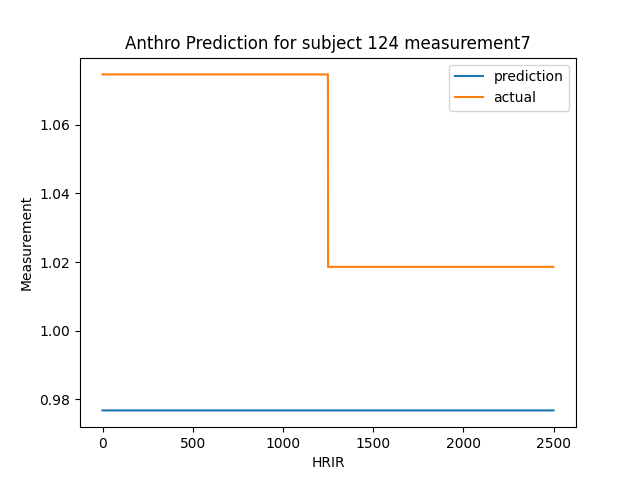 Anthro Prediction for subject 124 measurement7
prediction
actual
Measurement
1.06
1.04
1.02
1.00
0.98
0
500
1000
1500
2000
2500
HRIR